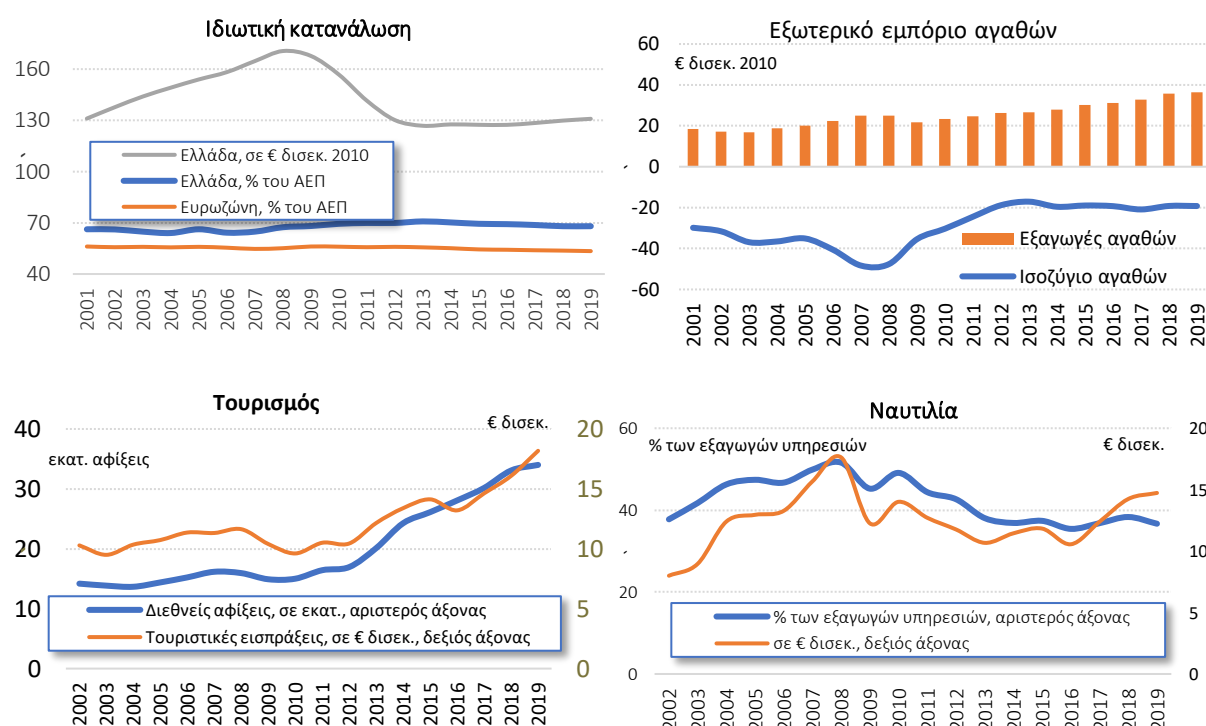 Ιδιωτική κατανάλωση
160
130
100
70
40
Ελλάδα, σε € δισεκ. 2010
Ελλάδα, % του ΑΕΠ
Ευρωζώνη, % του ΑΕΠ
2001 2002 2003 2004 2005 2006 2007 2008 2009 2010 2011 2012 2013 2014 2015 2016 2017 2018 2019
Εξωτερικό εμπόριο αγαθών
€ δισεκ. 2010
60
40
20
0
-20
-40
-60
Εξαγωγές αγαθών
Ισοζύγιο αγαθών
2001 2002 2003 2004 2005 2006 2007 2008 2009 2010 2011 2012 2013 2014 2015 2016 2017 2018 2019
Τουρισμός
€ δισεκ.
εκατ. αφίξεις
40
30
20
10
0
20
15
10
5
0
Διεθνείς αφίξεις, σε εκατ., αριστερός άξονας
Τουριστικές εισπράξεις, σε € δισεκ., δεξιός άξονας
2002 2003 2004 2005 2006 2007 2008 2009 2010 2011 2012 2013 2014 2015 2016 2017 2018 2019
Ναυτιλία
% των εξαγωγών υπηρεσιών
€ δισεκ.
60
40
20
0
20
15
10
5
0
% των εξαγωγών υπηρεσιών, αριστερός άξονας
σε € δισεκ., δεξιός άξονας
2002 2003 2004 2005 2006 2007 2008 2009 2010 2011 2012 2013 2014 2015 2016 2017 2018 2019